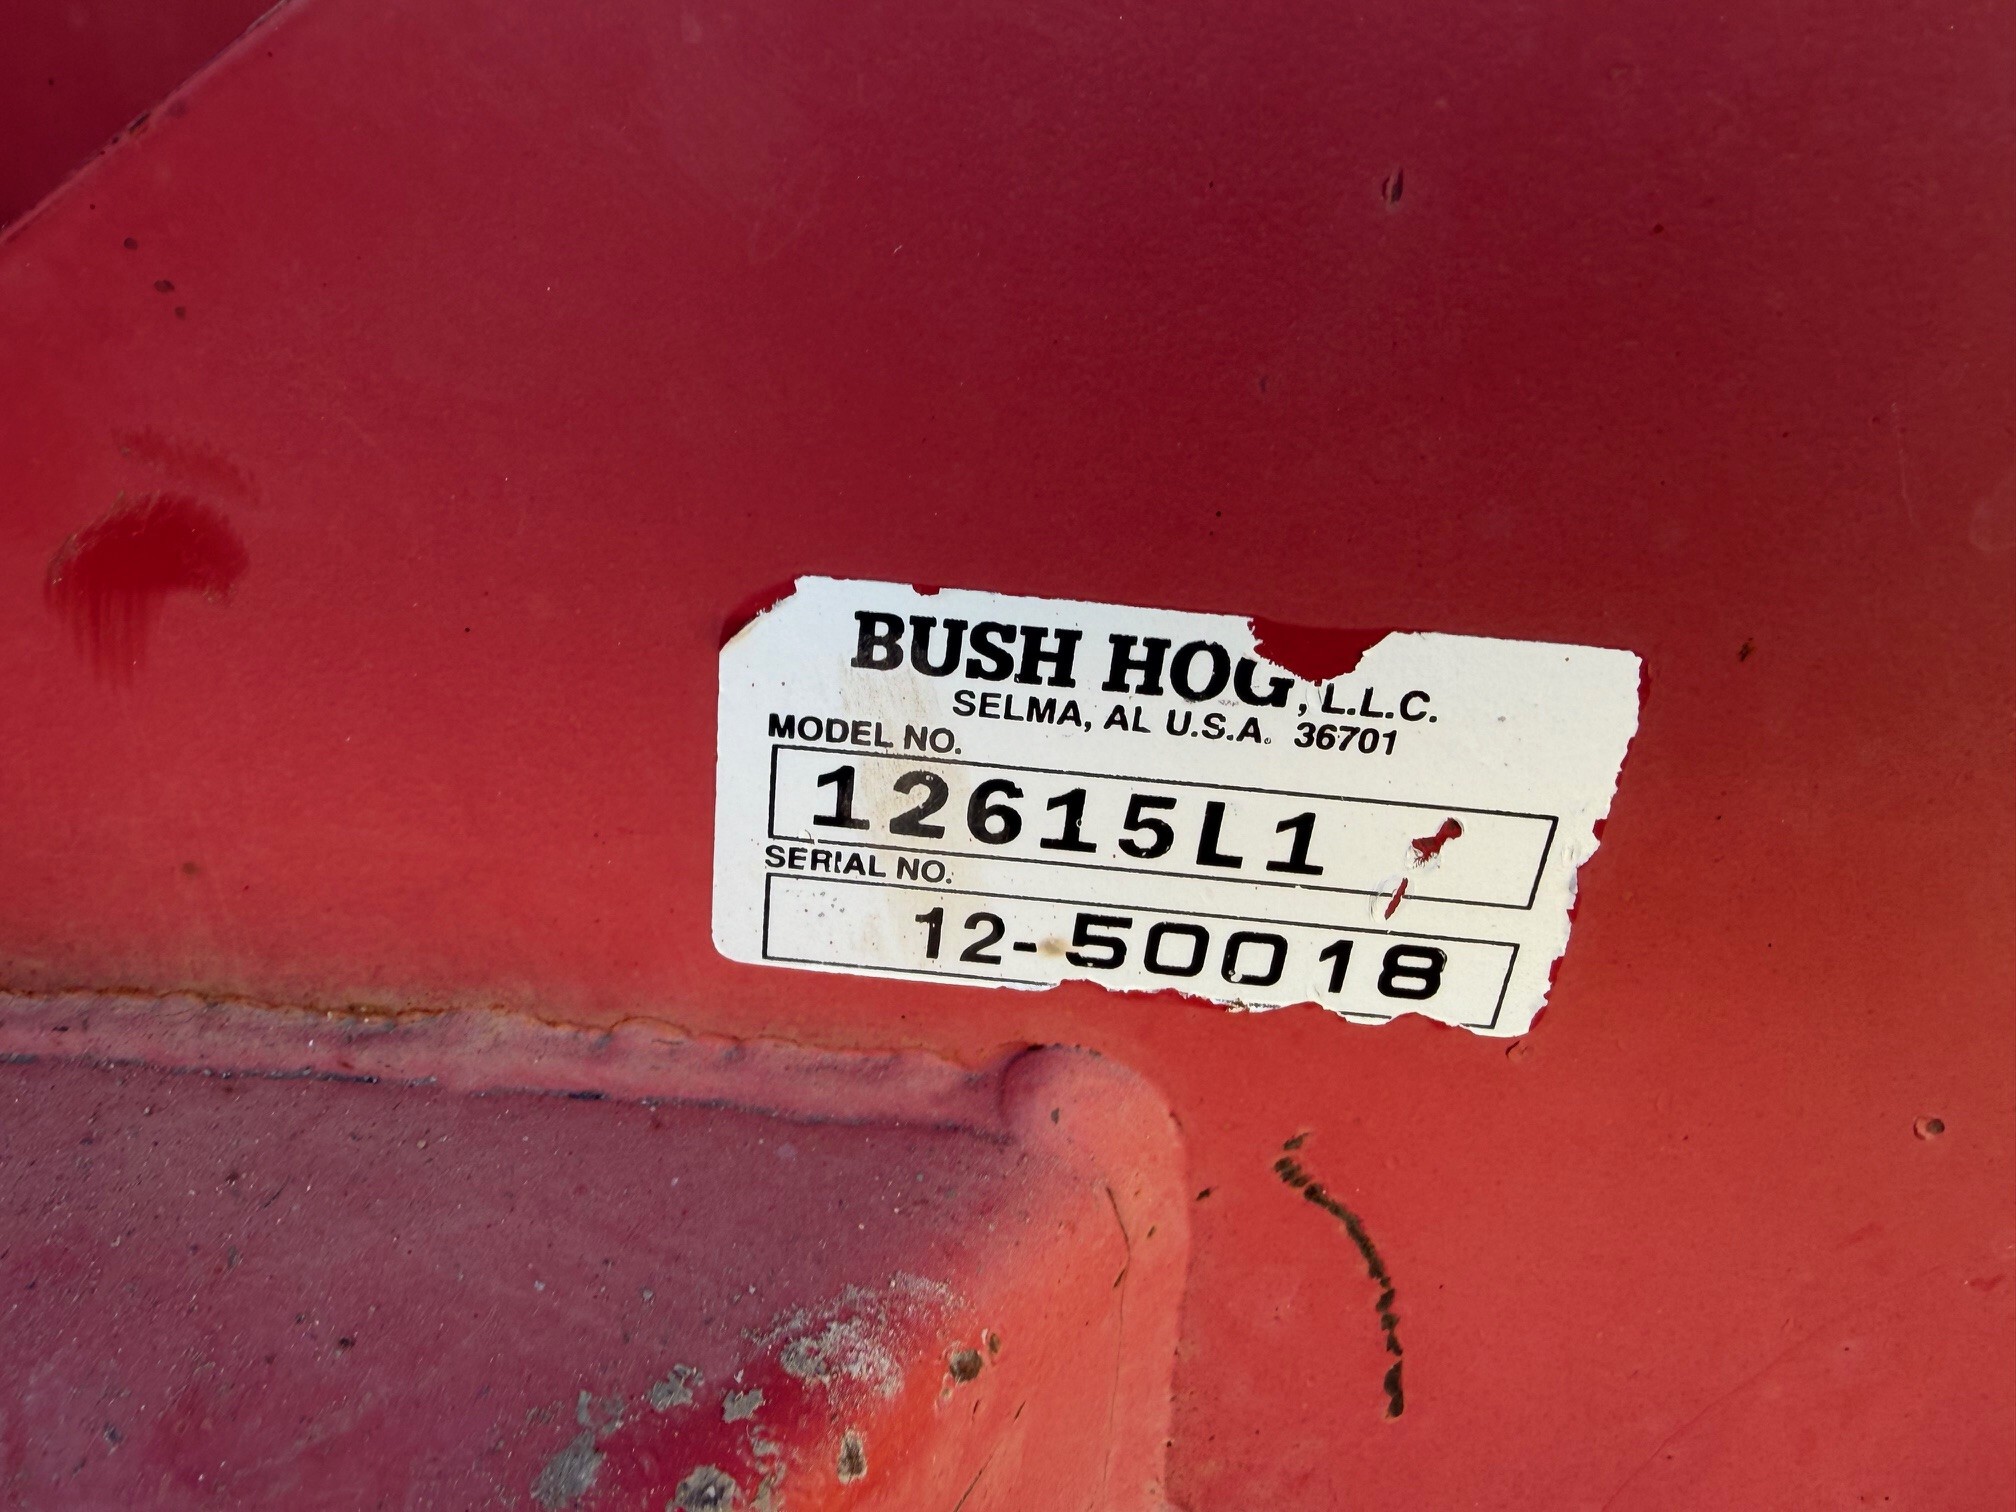 BUSH HOG, L.L.C.
SELMA, AL U.S.A. 36701
MODEL NO.
12615L1
SERIAL NO.
12-50018